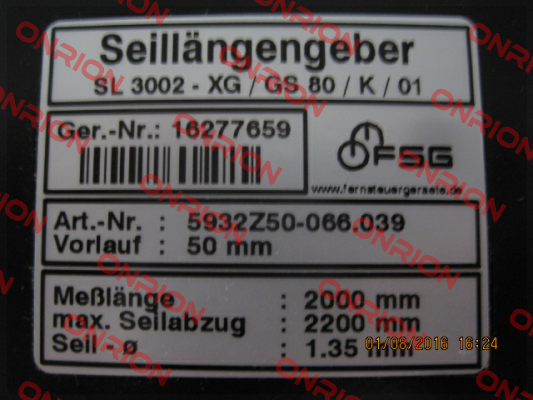 Seillängengeber
SL 3002 - XG / GS 80 / K / 01
Ger.-Nr.: 16277659
FSG
www.fernsteuergeraete.de
Art.-Nr. : 5932Z50-066.039
Vorlauf : 50 mm
Meßlänge : 2000 mm
max. Seilabzug : 2200 mm
Seil - ø : 1.35 mm
01/08/2016 16:24
ONRION